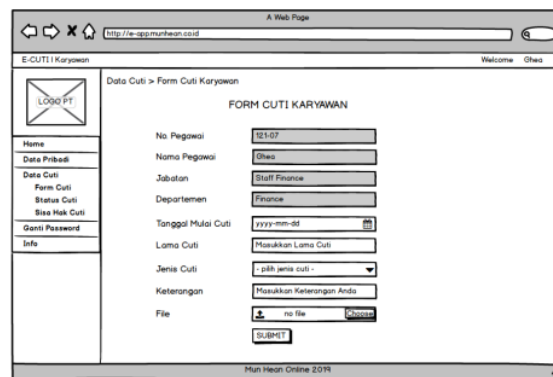 A Web Page
http://e-app.munhean.co.id
E-CUTI | Karyawan
Welcome Ghea
LOGO PT
Home
Data Pribadi
Data Cuti
Form Cuti
Status Cuti
Sisa Hak Cuti
Ganti Password
Info
Data Cuti > Form Cuti Karyawan
FORM CUTI KARYAWAN
No. Pegawai 121-07
Nama Pegawai Ghea
Jabatan Staff Finance
Departemen Finance
Tanggal Mulai Cuti yyyy-mm-dd
Lama Cuti Masukkan Lama Cuti
Jenis Cuti - pilih jenis cuti -
Keterangan Masukkan Keterangan Anda
File no file Choose
SUBMIT
Mun Hean Online 2019